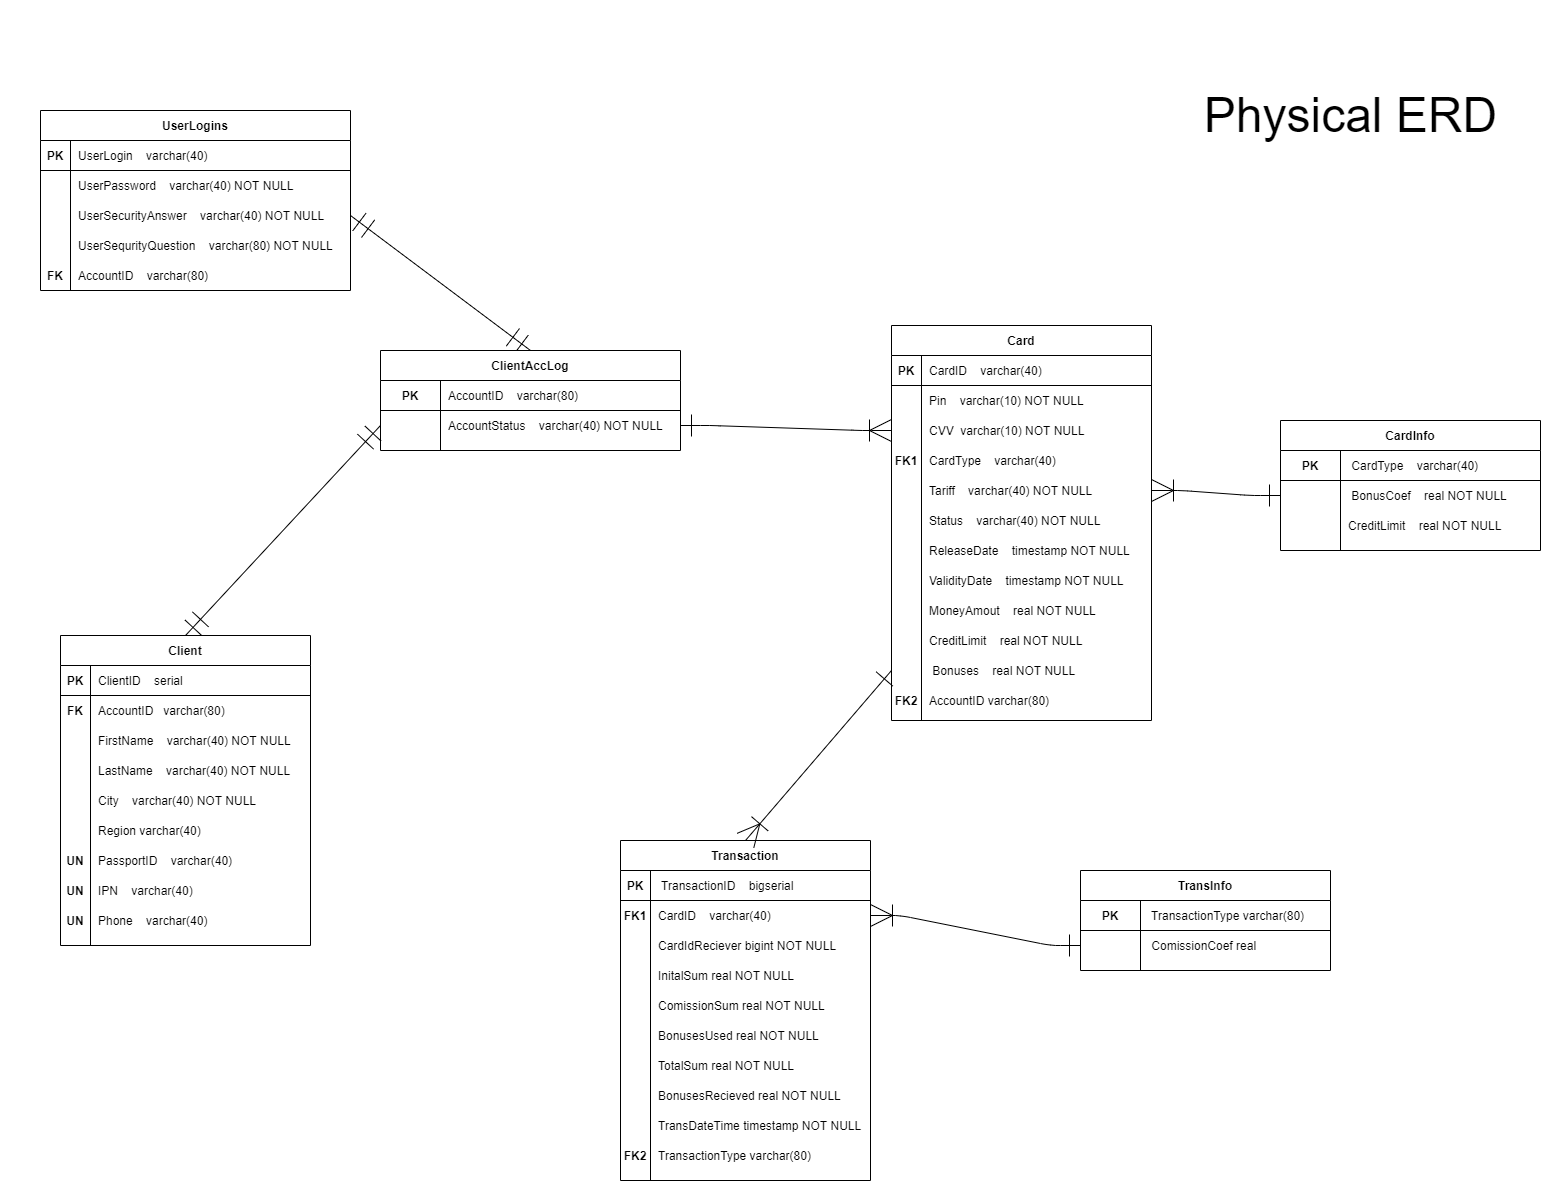 Physical ERD
UserLogins
PK UserLogin varchar(40)
UserPassword varchar(40) NOT NULL
UserSecurityAnswer varchar(40) NOT NULL
UserSequrityQuestion varchar(80) NOT NULL
FK AccountID varchar(80)
ClientAccLog
PK AccountID varchar(80)
AccountStatus varchar(40) NOT NULL
Card
PK CardID varchar(40)
Pin varchar(10) NOT NULL
CVV varchar(10) NOT NULL
FK1 CardType varchar(40)
Tariff varchar(40) NOT NULL
Status varchar(40) NOT NULL
ReleaseDate timestamp NOT NULL
ValidityDate timestamp NOT NULL
MoneyAmout real NOT NULL
CreditLimit real NOT NULL
Bonuses real NOT NULL
FK2 AccountID varchar(80)
CardInfo
PK CardType varchar(40)
BonusCoef real NOT NULL
CreditLimit real NOT NULL
Client
PK ClientID serial
FK AccountID varchar(80)
FirstName varchar(40) NOT NULL
LastName varchar(40) NOT NULL
City varchar(40) NOT NULL
Region varchar(40)
UN PassportID varchar(40)
UN IPN varchar(40)
UN Phone varchar(40)
Transaction
PK TransactionID bigserial
FK1 CardID varchar(40)
CardIdReciever bigint NOT NULL
InitalSum real NOT NULL
ComissionSum real NOT NULL
BonusesUsed real NOT NULL
TotalSum real NOT NULL
BonusesRecieved real NOT NULL
TransDateTime timestamp NOT NULL
FK2 TransactionType varchar(80)
TransInfo
PK TransactionType varchar(80)
ComissionCoef real